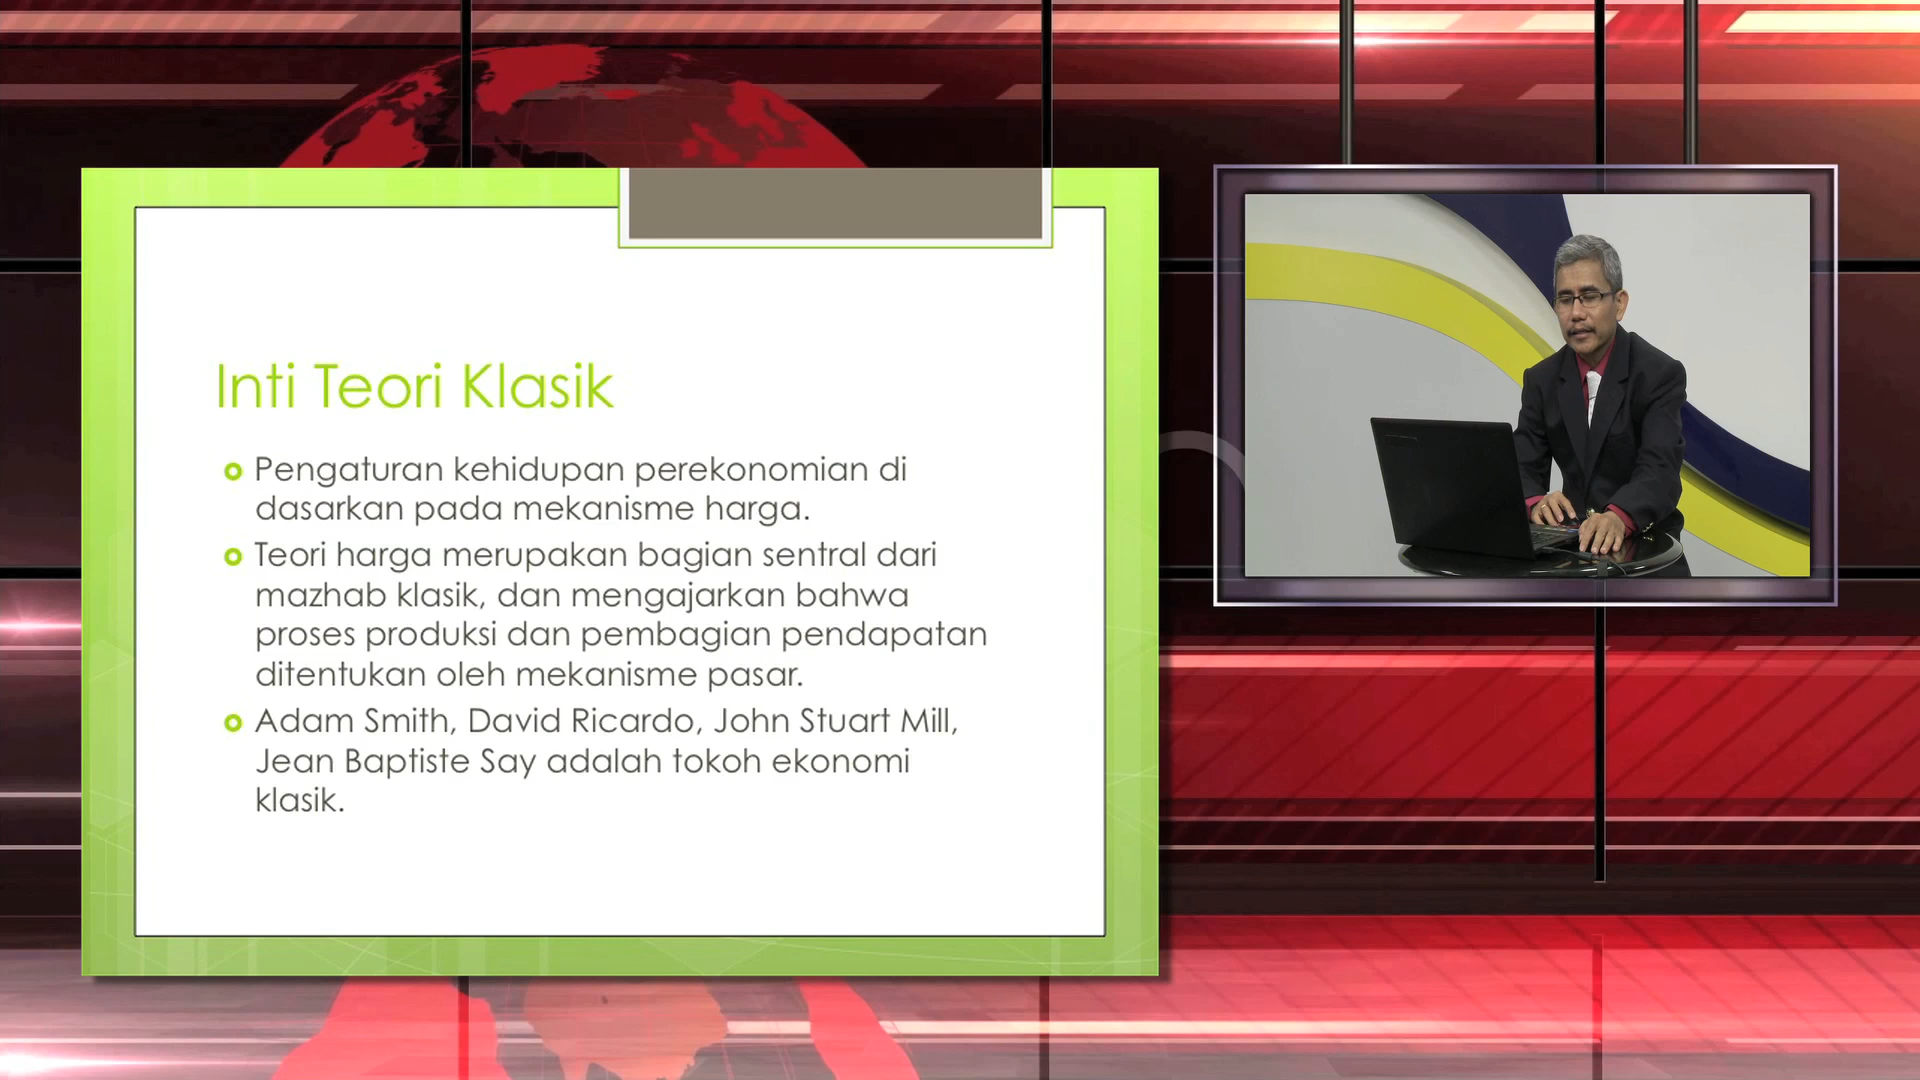 Inti Teori Klasik
Pengaturan kehidupan perekonomian di
dasarkan pada mekanisme harga.
Teori harga merupakan bagian sentral dari
mazhab klasik, dan mengajarkan bahwa
proses produksi dan pembagian pendapatan
ditentukan oleh mekanisme pasar.
Adam Smith, David Ricardo, John Stuart Mill,
Jean Baptiste Say adalah tokoh ekonomi
klasik.